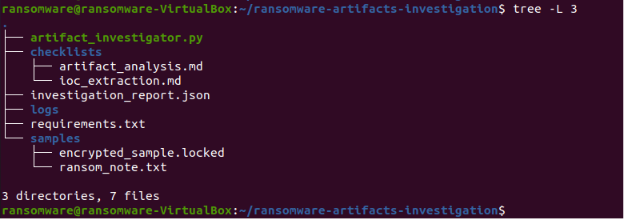 ransomware@ransomware-VirtualBox:~/ransomware-artifacts-investigation$ tree -L 3
.
├── artifact_investigator.py
├── checklists
│   ├── artifact_analysis.md
│   └── ioc_extraction.md
├── investigation_report.json
├── logs
├── requirements.txt
└── samples
    ├── encrypted_sample.locked
    └── ransom_note.txt

3 directories, 7 files
ransomware@ransomware-VirtualBox:~/ransomware-artifacts-investigation$